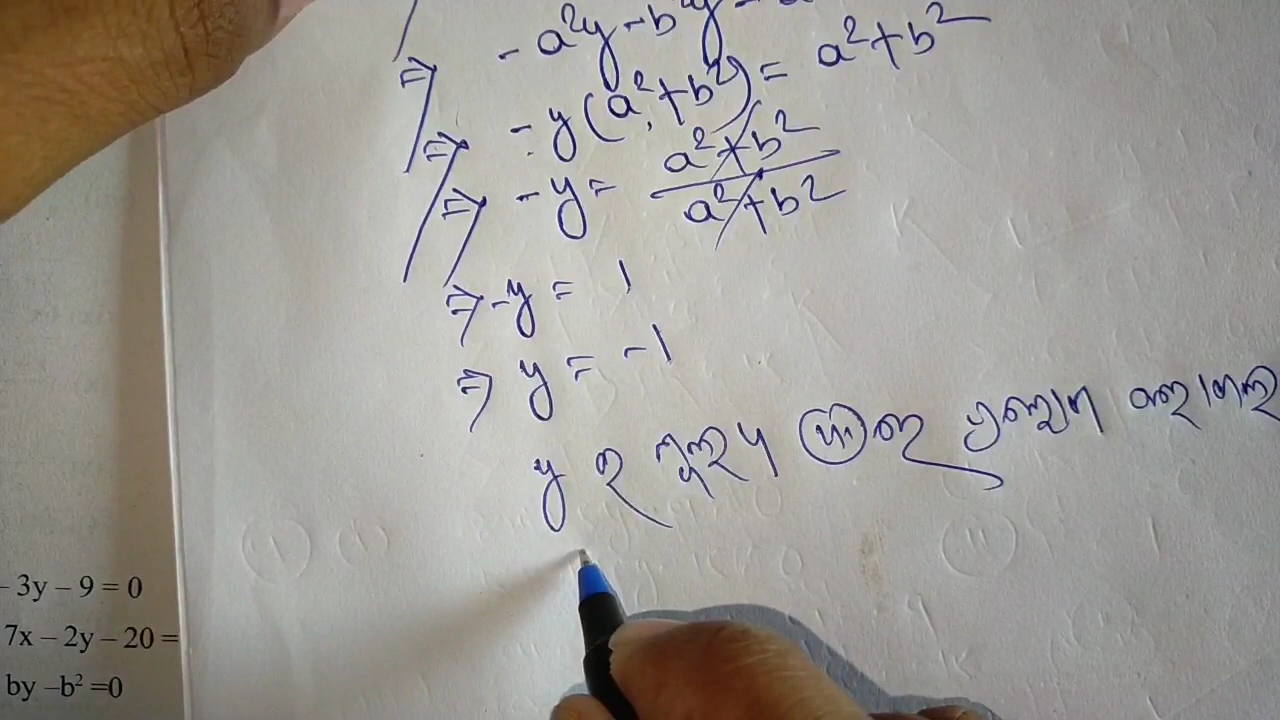 - a²y - b²y
⇒ - y(a² + b²) = a² + b²
⇒ - y = a² + b² / a² + b²
⇒ - y = 1
⇒ y = -1
y ର ମୂଲ୍ୟ
- 3y – 9 = 0
7x – 2y – 20 =
by –b² =0